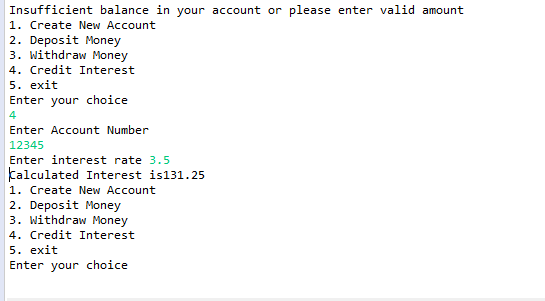 Insufficient balance in your account or please enter valid amount
1. Create New Account
2. Deposit Money
3. Withdraw Money
4. Credit Interest
5. exit
Enter your choice
4
Enter Account Number
12345
Enter interest rate 3.5
Calculated Interest is131.25
1. Create New Account
2. Deposit Money
3. Withdraw Money
4. Credit Interest
5. exit
Enter your choice